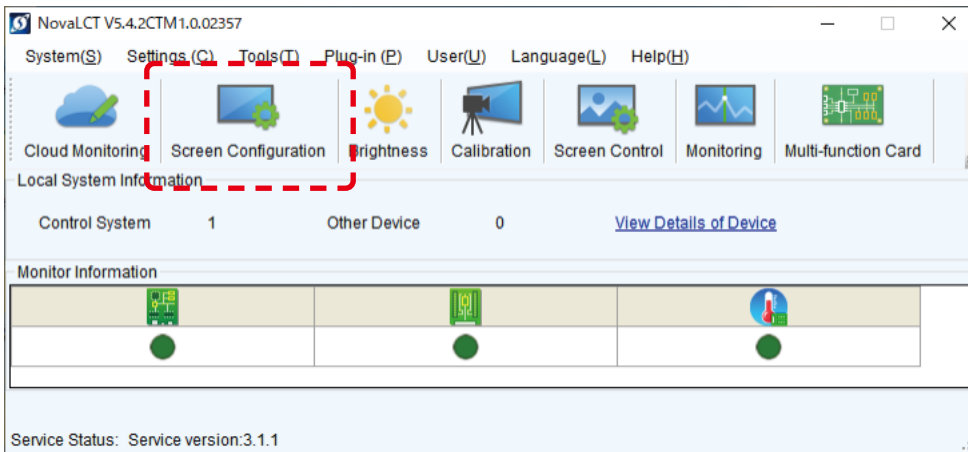 NovaLCT V5.4.2CTM1.0.02357
System(S) Settings (C) Tools(T) Plug-in (P) User(U) Language(L) Help(H)
Cloud Monitoring Screen Configuration Brightness Calibration Screen Control Monitoring Multi-function Card
Local System Information
Control System 1 Other Device 0 View Details of Device
Monitor Information
Service Status: Service version:3.1.1